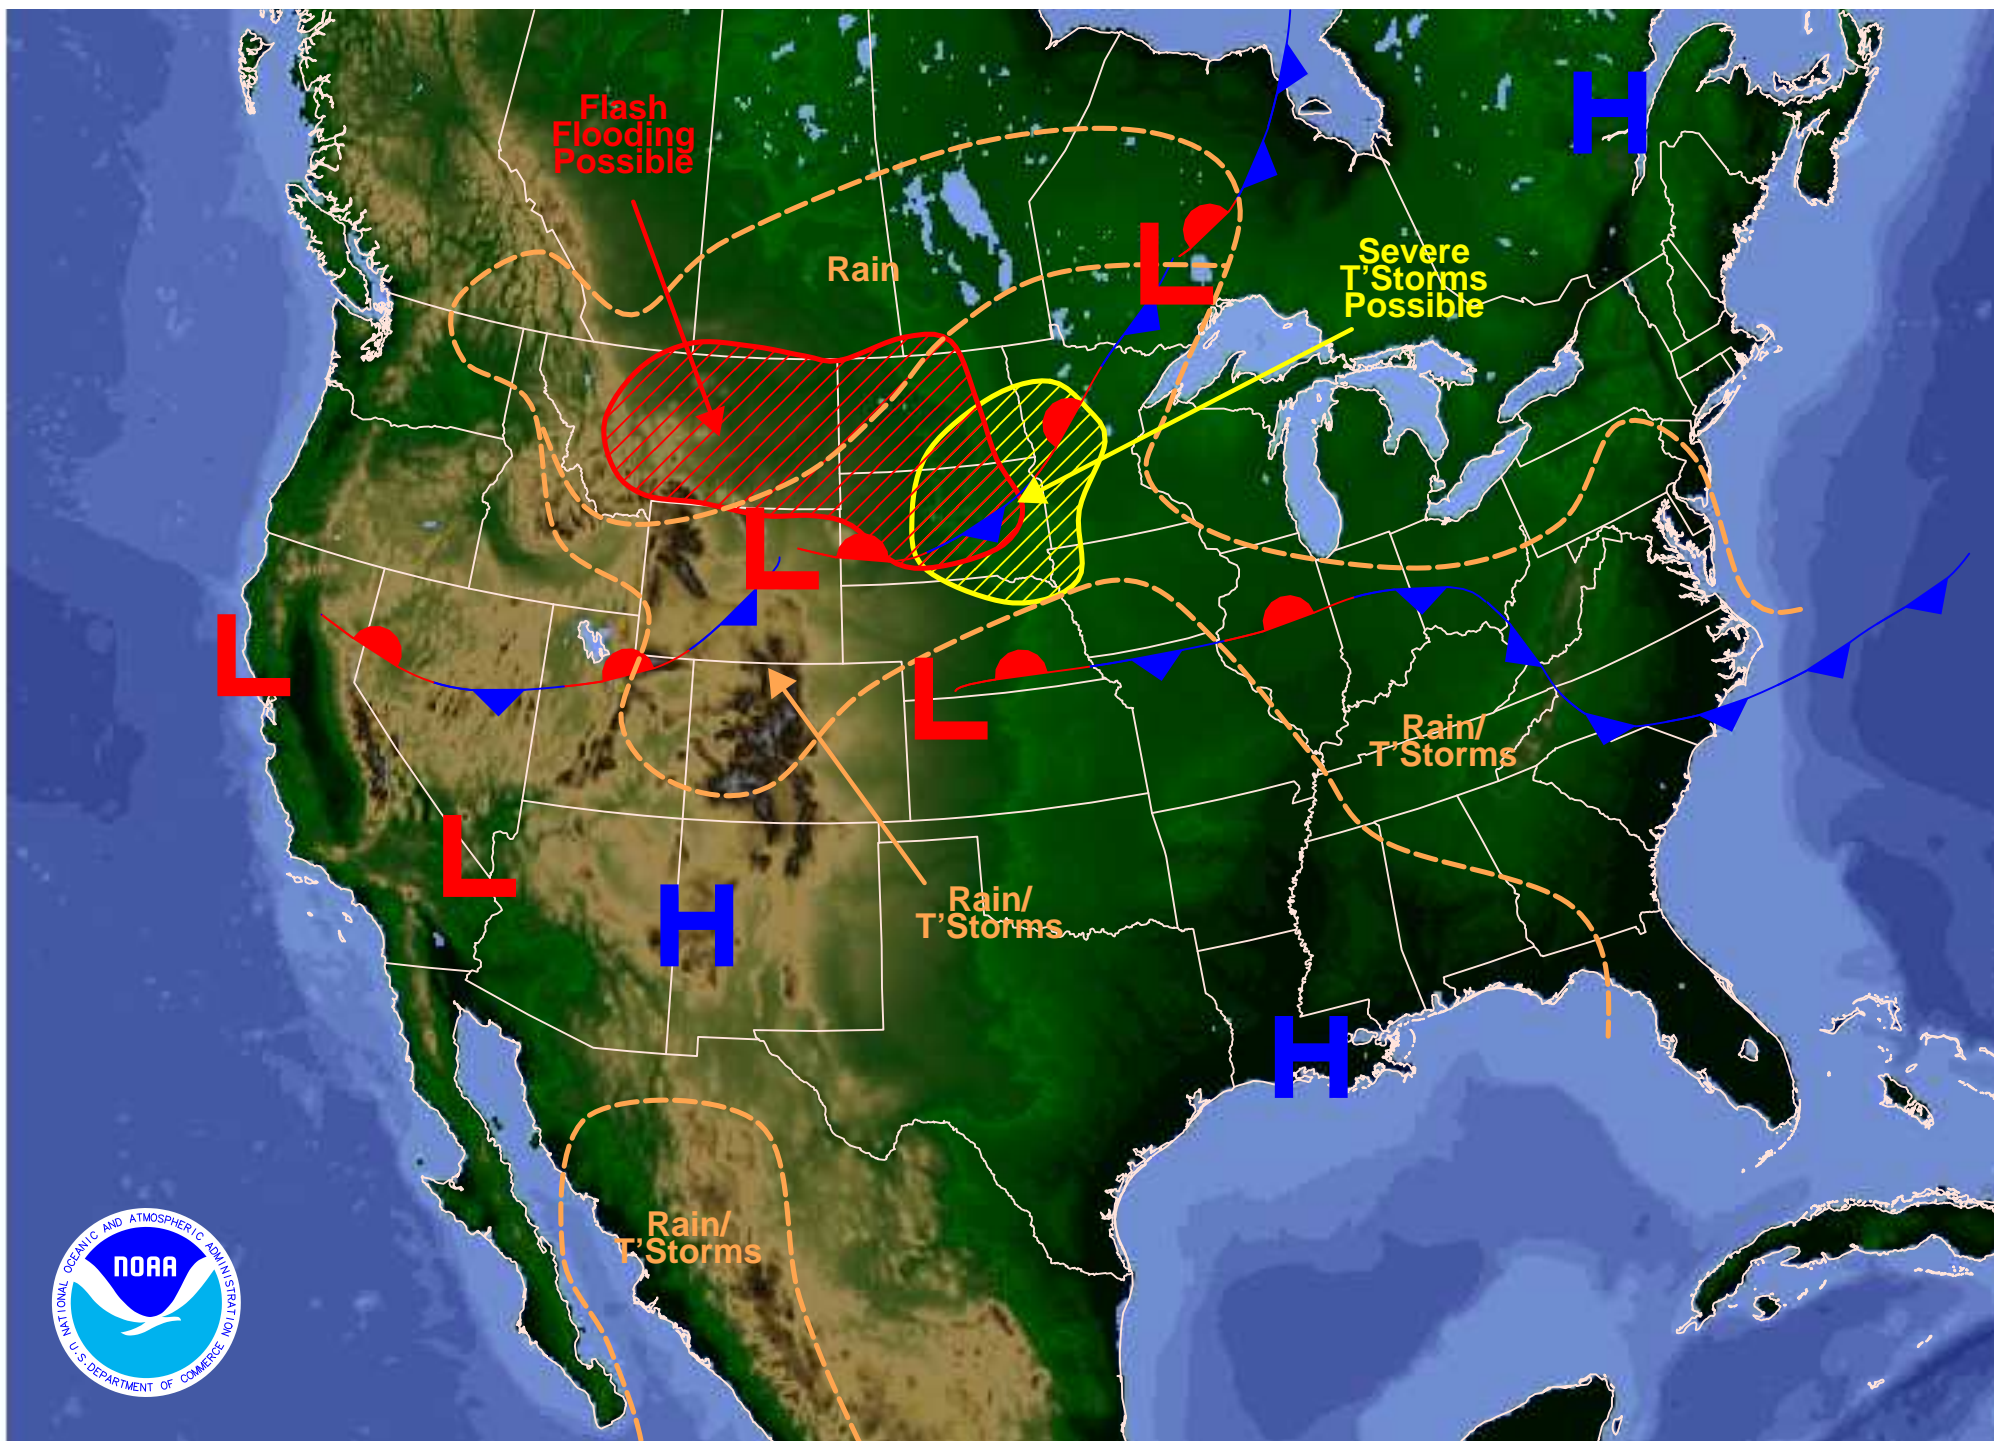 Flash
Flooding
Possible
H
Rain
L
Severe
T'Storms
Possible
L
L
L
Rain/
T'Storms
L
H
Rain/
T'Storms
H
Rain/
T'Storms
NATIONAL OCEANIC AND ATMOSPHERIC ADMINISTRATION
NOAA
U.S. DEPARTMENT OF COMMERCE